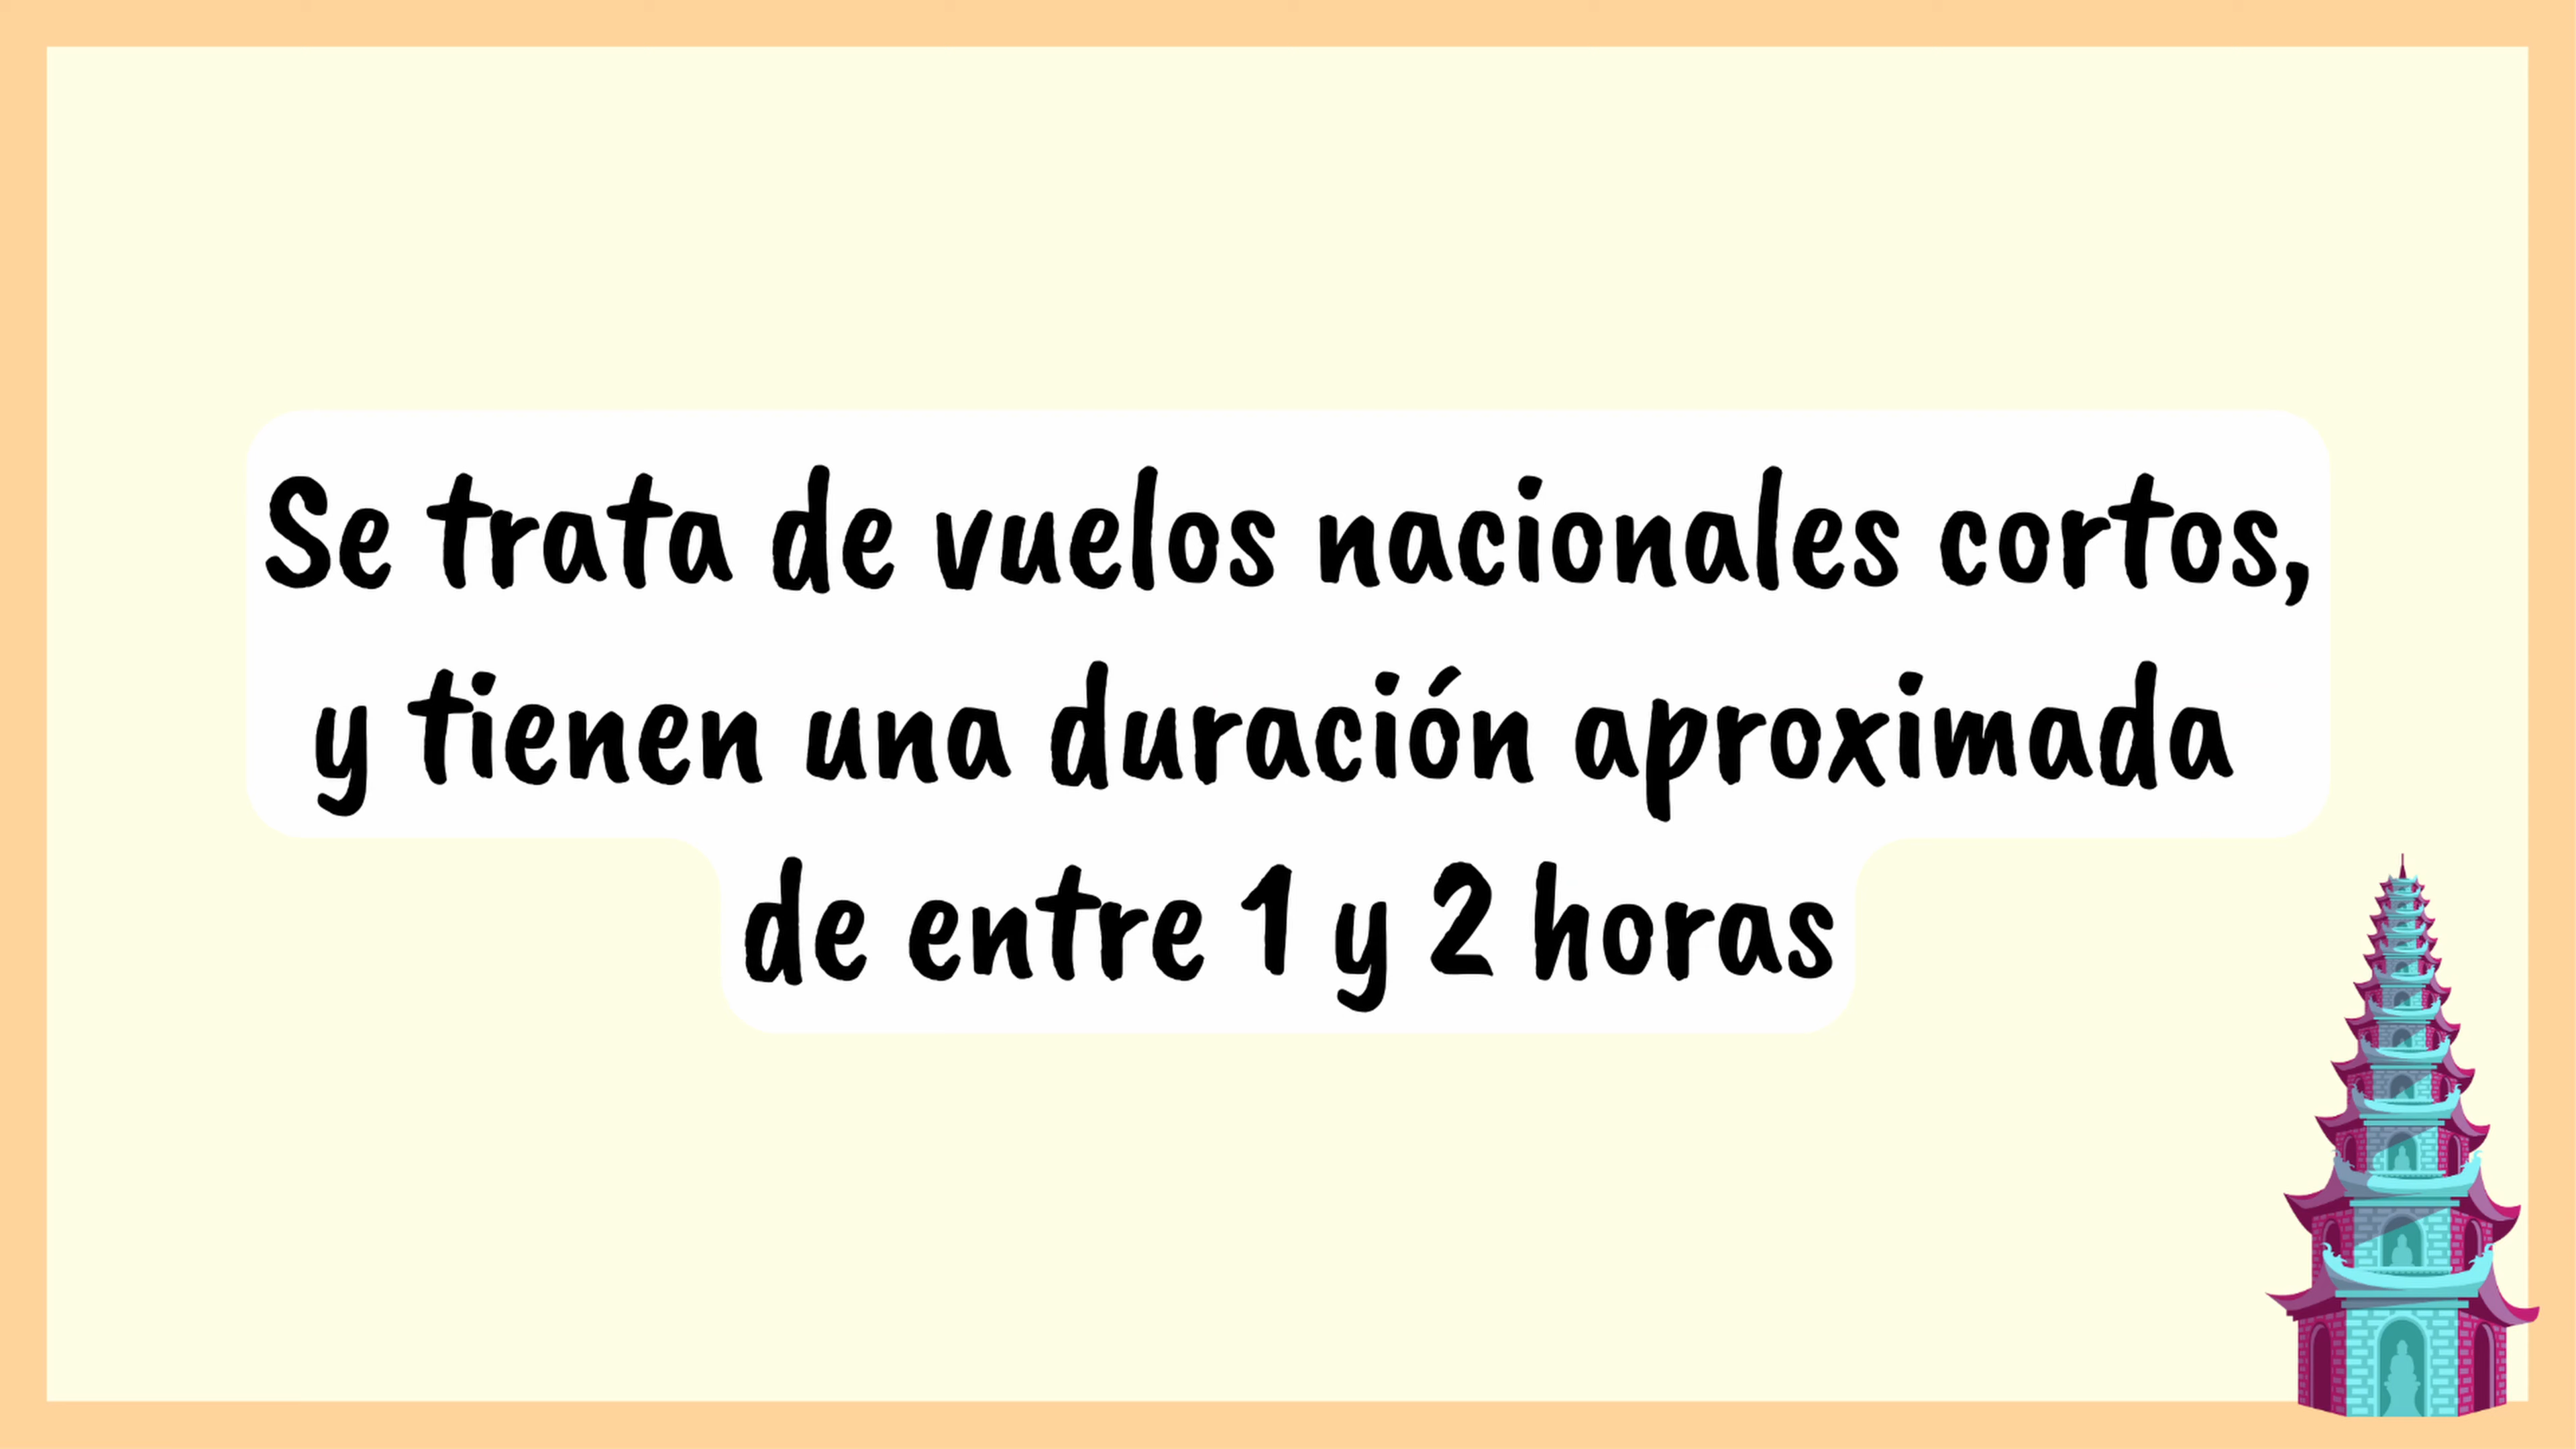 Se trata de vuelos nacionales cortos,
y tienen una duración aproximada
de entre 1 y 2 horas